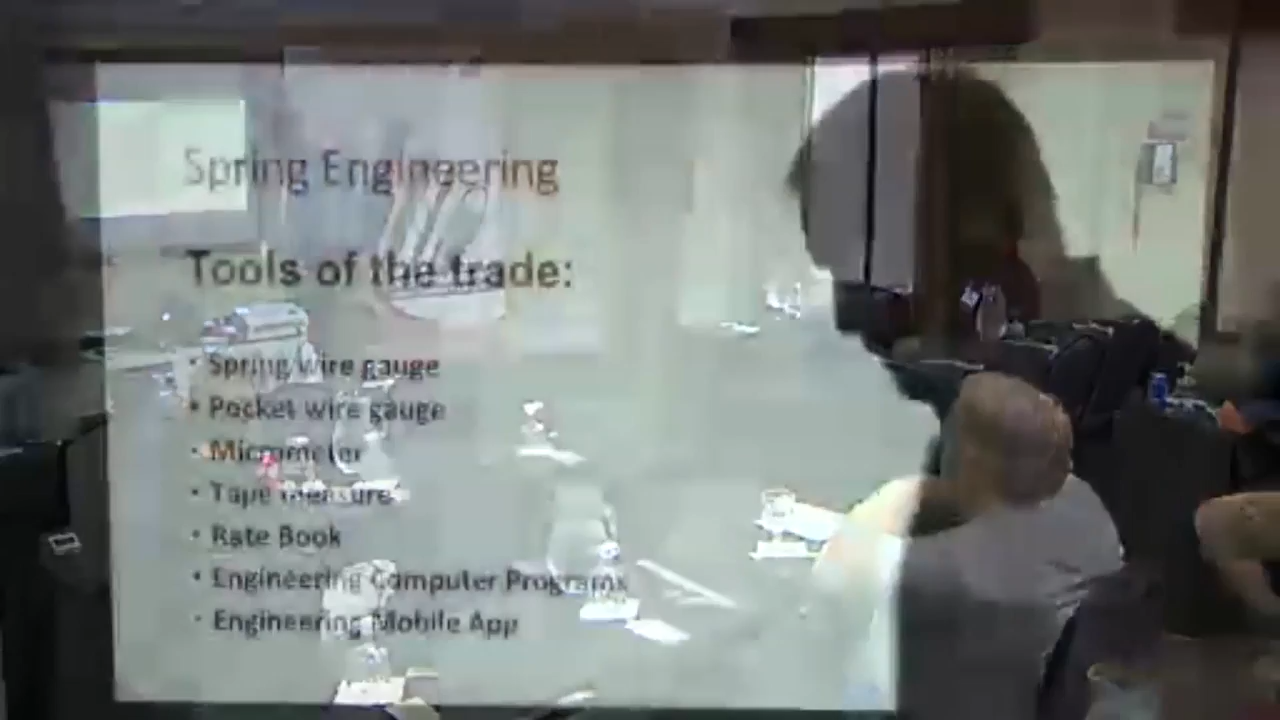 Spring Engineering
Tools of the trade:
• Spring wire gauge
• Pocket wire gauge
• Micrometer
• Tape measure
• Rate Book
• Engineering Computer Programs
• Engineering Mobile App